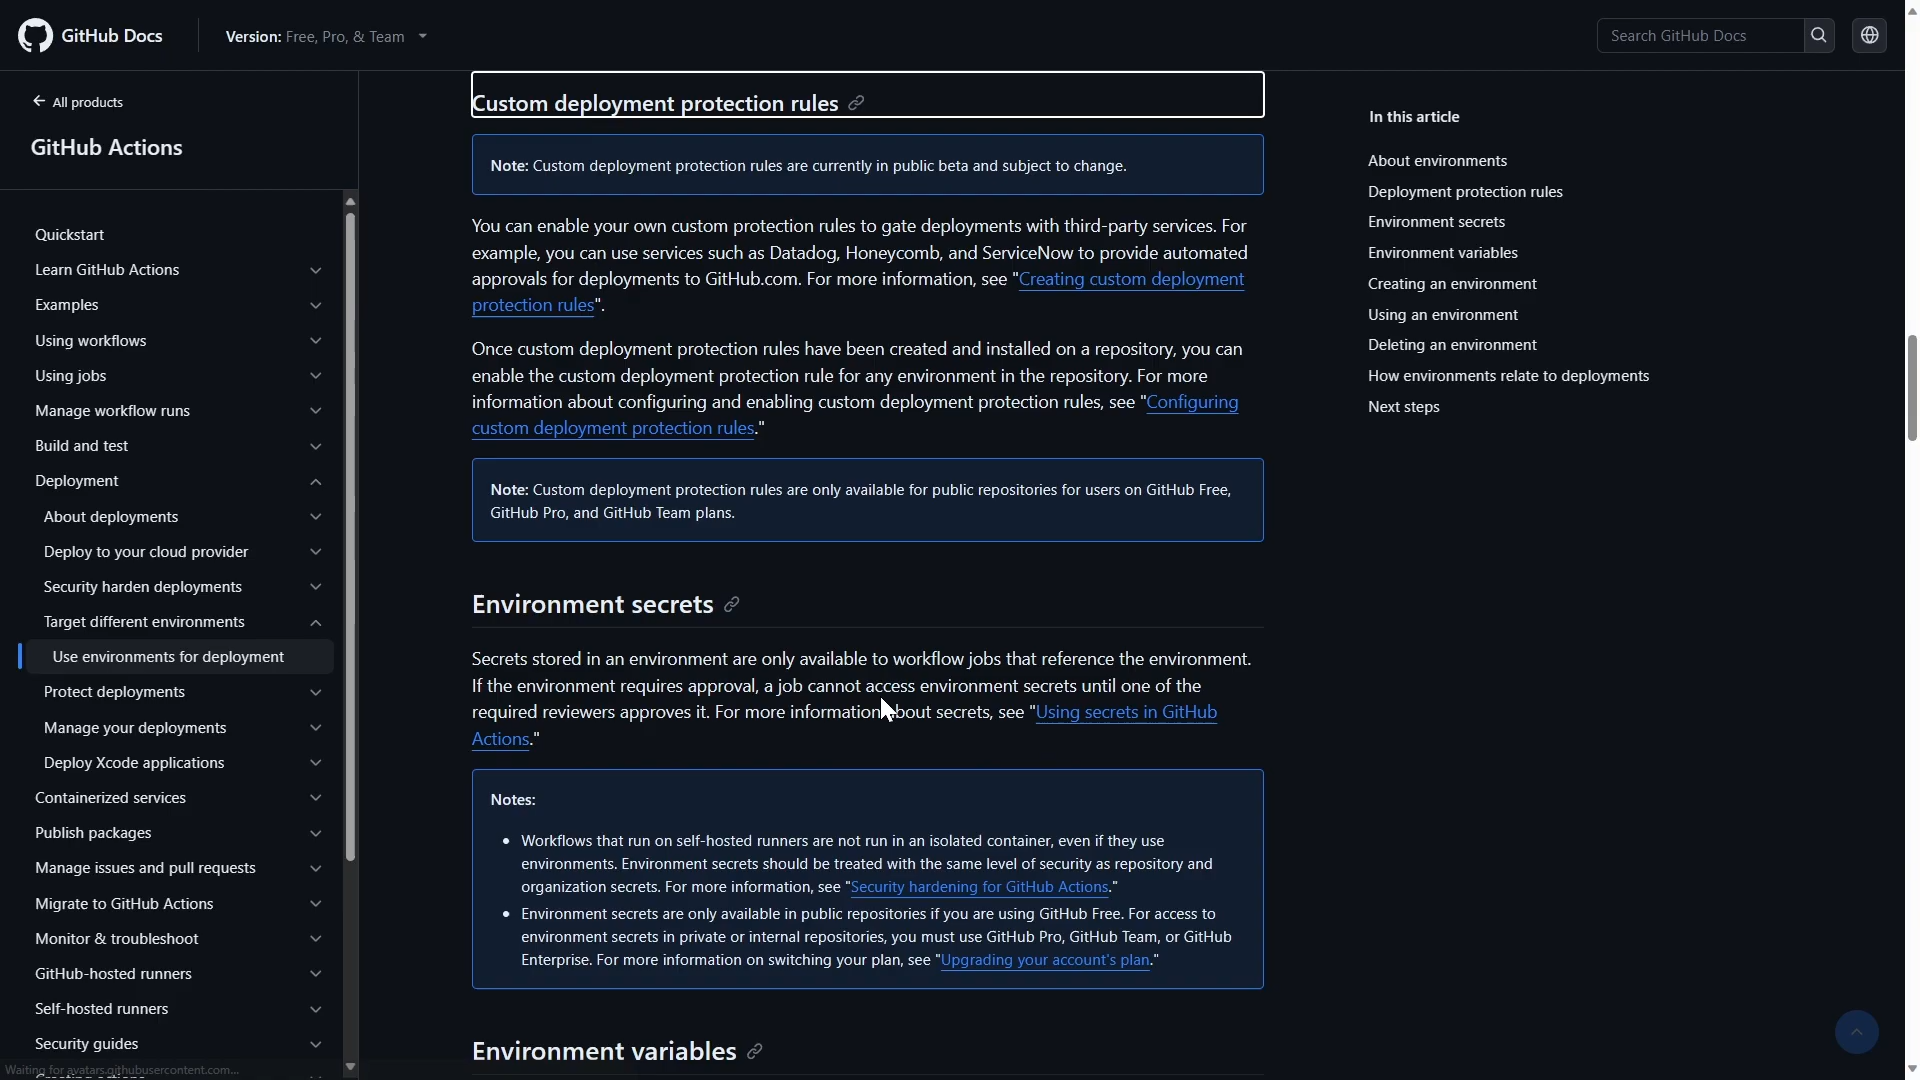 GitHub Docs
Version: Free, Pro, & Team
Search GitHub Docs
All products
GitHub Actions
Quickstart
Learn GitHub Actions
Examples
Using workflows
Using jobs
Manage workflow runs
Build and test
Deployment
About deployments
Deploy to your cloud provider
Security harden deployments
Target different environments
Use environments for deployment
Protect deployments
Manage your deployments
Deploy Xcode applications
Containerized services
Publish packages
Manage issues and pull requests
Migrate to GitHub Actions
Monitor & troubleshoot
GitHub-hosted runners
Self-hosted runners
Security guides
Waiting for avatars.githubusercontent.com...
Custom deployment protection rules
Note: Custom deployment protection rules are currently in public beta and subject to change.
You can enable your own custom protection rules to gate deployments with third-party services. For
example, you can use services such as Datadog, Honeycomb, and ServiceNow to provide automated
approvals for deployments to GitHub.com. For more information, see "Creating custom deployment
protection rules".
Once custom deployment protection rules have been created and installed on a repository, you can
enable the custom deployment protection rule for any environment in the repository. For more
information about configuring and enabling custom deployment protection rules, see "Configuring
custom deployment protection rules."
Note: Custom deployment protection rules are only available for public repositories for users on GitHub Free,
GitHub Pro, and GitHub Team plans.
Environment secrets
Secrets stored in an environment are only available to workflow jobs that reference the environment.
If the environment requires approval, a job cannot access environment secrets until one of the
required reviewers approves it. For more information about secrets, see "Using secrets in GitHub
Actions."
Notes:
• Workflows that run on self-hosted runners are not run in an isolated container, even if they use
environments. Environment secrets should be treated with the same level of security as repository and
organization secrets. For more information, see "Security hardening for GitHub Actions."
• Environment secrets are only available in public repositories if you are using GitHub Free. For access to
environment secrets in private or internal repositories, you must use GitHub Pro, GitHub Team, or GitHub
Enterprise. For more information on switching your plan, see "Upgrading your account's plan."
Environment variables
In this article
About environments
Deployment protection rules
Environment secrets
Environment variables
Creating an environment
Using an environment
Deleting an environment
How environments relate to deployments
Next steps